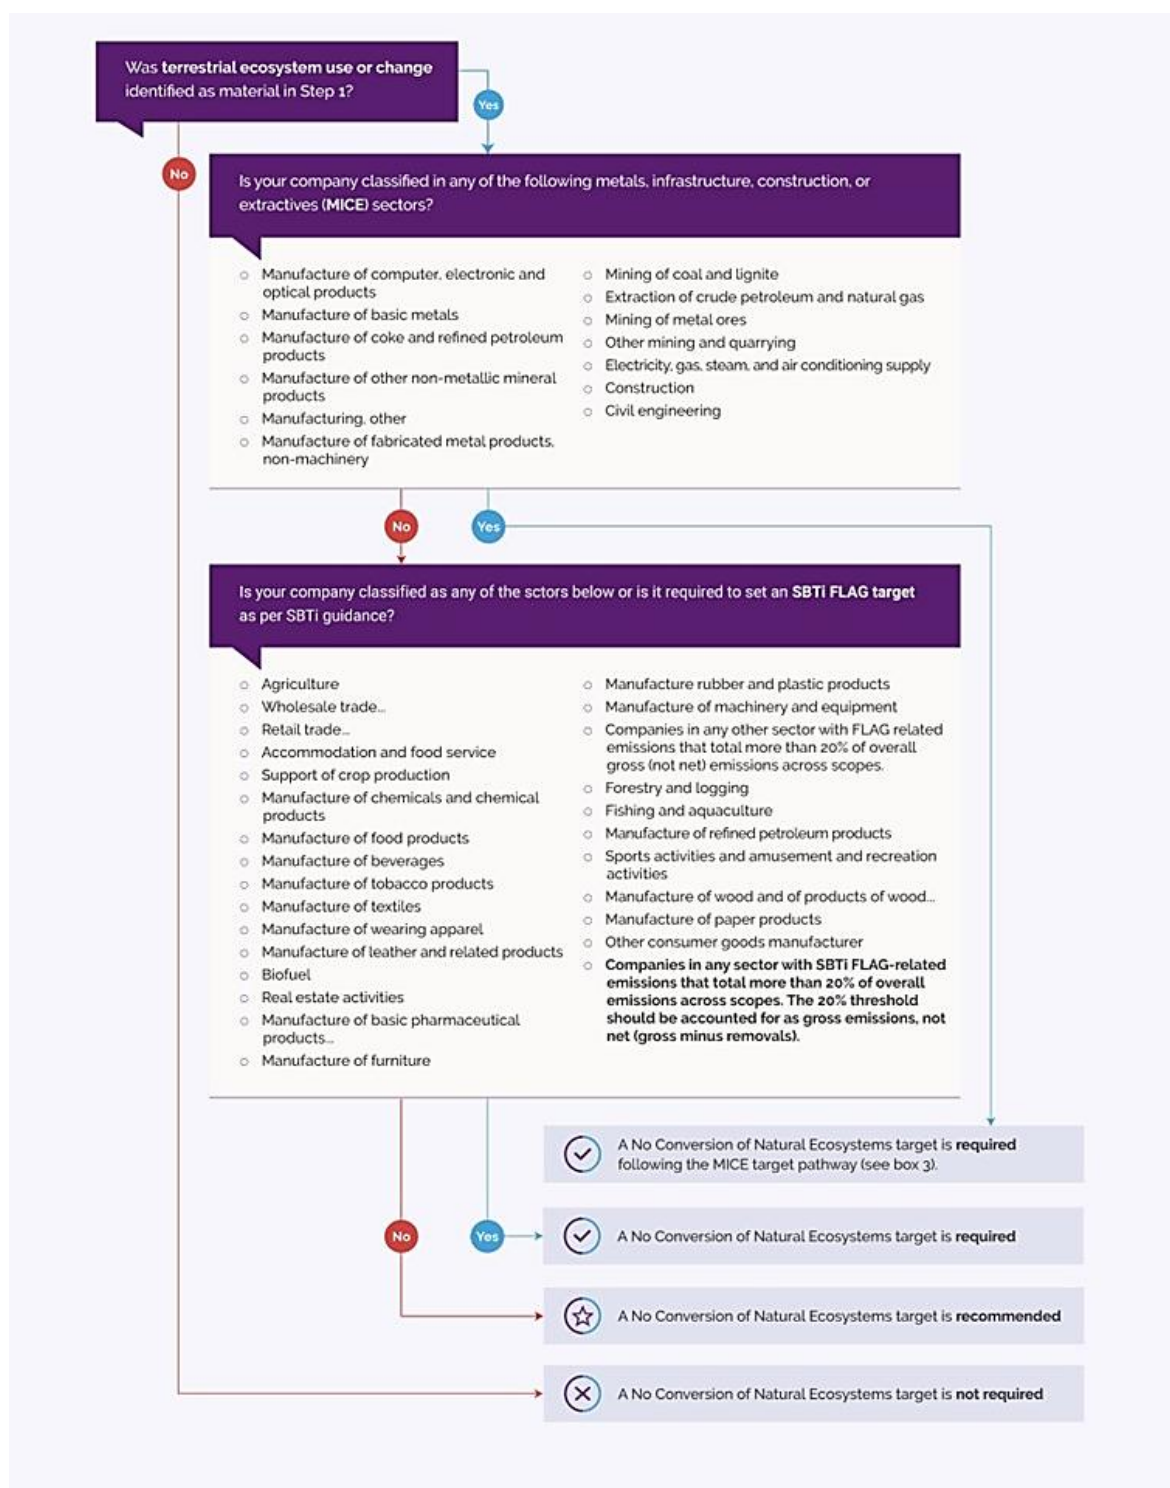 Was terrestrial ecosystem use or change
identified as material in Step 1?
Yes
No
Is your company classified in any of the following metals, infrastructure, construction, or
extractives (MICE) sectors?
Manufacture of computer, electronic and
optical products
Manufacture of basic metals
Manufacture of coke and refined petroleum
products
Manufacture of other non-metallic mineral
products
Manufacturing, other
Manufacture of fabricated metal products,
non-machinery
Mining of coal and lignite
Extraction of crude petroleum and natural gas
Mining of metal ores
Other mining and quarrying
Electricity, gas, steam, and air conditioning supply
Construction
Civil engineering
No
Yes
Is your company classified as any of the sctors below or is it required to set an SBTi FLAG target
as per SBTi guidance?
Agriculture
Wholesale trade...
Retail trade...
Accommodation and food service
Support of crop production
Manufacture of chemicals and chemical
products
Manufacture of food products
Manufacture of beverages
Manufacture of tobacco products
Manufacture of textiles
Manufacture of wearing apparel
Manufacture of leather and related products
Biofuel
Real estate activities
Manufacture of basic pharmaceutical
products...
Manufacture of furniture
Manufacture rubber and plastic products
Manufacture of machinery and equipment
Companies in any other sector with FLAG related
emissions that total more than 20% of overall
gross (not net) emissions across scopes.
Forestry and logging
Fishing and aquaculture
Manufacture of refined petroleum products
Sports activities and amusement and recreation
activities
Manufacture of wood and of products of wood...
Manufacture of paper products
Other consumer goods manufacturer
Companies in any sector with SBTi FLAG-related
emissions that total more than 20% of overall
emissions across scopes. The 20% threshold
should be accounted for as gross emissions, not
net (gross minus removals).
A No Conversion of Natural Ecosystems target is required
following the MICE target pathway (see box 3).
No
Yes
A No Conversion of Natural Ecosystems target is required
A No Conversion of Natural Ecosystems target is recommended
A No Conversion of Natural Ecosystems target is not required